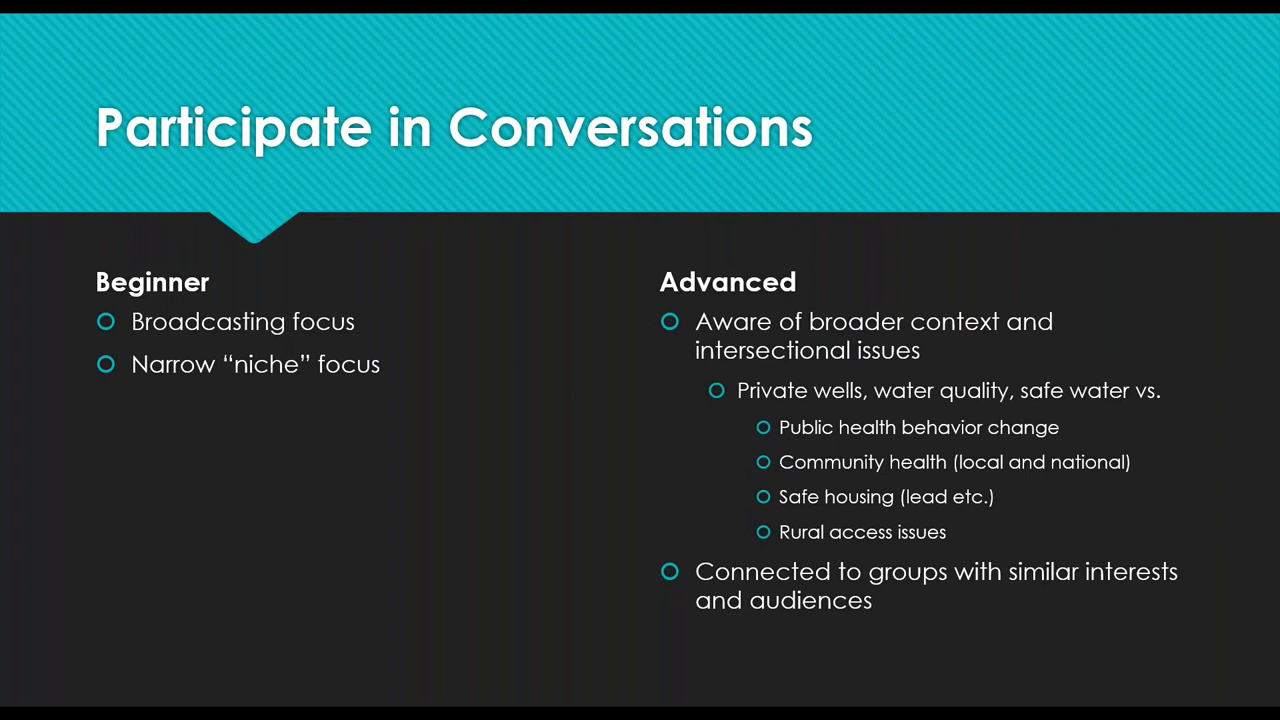 Participate in Conversations
Beginner
Broadcasting focus
Narrow “niche” focus
Advanced
Aware of broader context and
intersectional issues
Private wells, water quality, safe water vs.
Public health behavior change
Community health (local and national)
Safe housing (lead etc.)
Rural access issues
Connected to groups with similar interests
and audiences